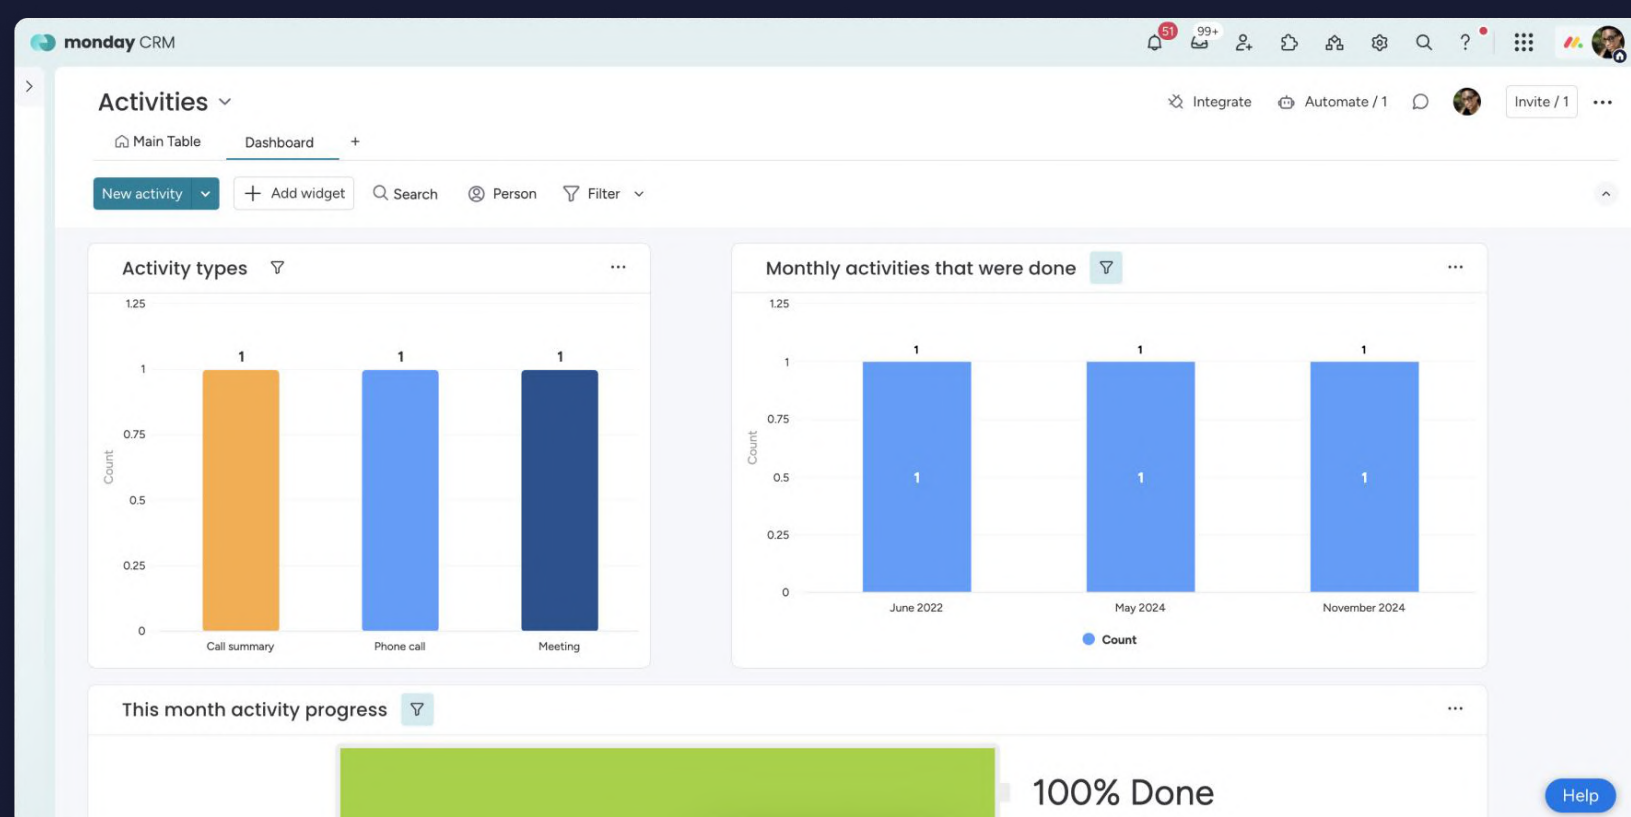 monday CRM
51
99+
Activities
Integrate
Automate / 1
Invite / 1
Main Table
Dashboard
+
New activity
Add widget
Search
Person
Filter
Activity types
1.25
1
0.75
0.5
0.25
0
Count
1
1
1
Call summary
Phone call
Meeting
Monthly activities that were done
1.25
1
0.75
0.5
0.25
0
Count
1
1
1
1
1
1
June 2022
May 2024
November 2024
Count
This month activity progress
100% Done
Help